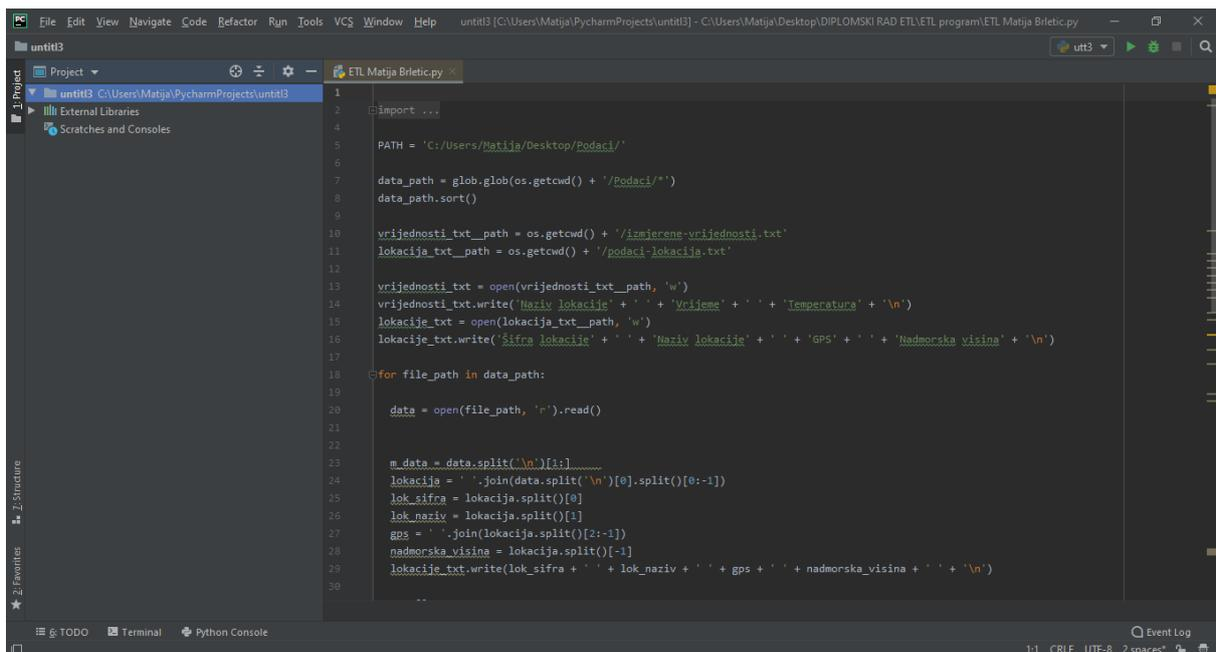 PC File Edit View Navigate Code Refactor Run Tools VCS Window Help untitl3 [C:\Users\Matija\PycharmProjects\untitl3] - C:\Users\Matija\Desktop\DIPLOMSKI RAD ETL\ETL program\ETL Matija Brletic.py
untitl3 utt3
Project ETL Matija Brletic.py
1: Project
untitl3 C:\Users\Matija\PycharmProjects\untitl3
External Libraries
Scratches and Consoles
1
2 import ...
4
5 PATH = 'C:/Users/Matija/Desktop/Podaci/'
6
7 data_path = glob.glob(os.getcwd() + '/Podaci/*')
8 data_path.sort()
9
10 vrijednosti_txt__path = os.getcwd() + '/izmjerene-vrijednosti.txt'
11 lokacija_txt__path = os.getcwd() + '/podaci-lokacija.txt'
12
13 vrijednosti_txt = open(vrijednosti_txt__path, 'w')
14 vrijednosti_txt.write('Naziv lokacije' + ' ' + 'Vrijeme' + ' ' + 'Temperatura' + '\n')
15 lokacije_txt = open(lokacija_txt__path, 'w')
16 lokacije_txt.write('Šifra lokacije' + ' ' + 'Naziv lokacije' + ' ' + 'GPS' + ' ' + 'Nadmorska visina' + '\n')
17
18 for file_path in data_path:
19
20 data = open(file_path, 'r').read()
21
22
23 m_data = data.split('\n')[1:]
24 lokacija = ' '.join(data.split('\n')[0].split()[0:-1])
25 lok_sifra = lokacija.split()[0]
26 lok_naziv = lokacija.split()[1]
27 gps = ' '.join(lokacija.split()[2:-1])
28 nadmorska_visina = lokacija.split()[-1]
29 lokacije_txt.write(lok_sifra + ' ' + lok_naziv + ' ' + gps + ' ' + nadmorska_visina + ' ' + '\n')
30
7: Structure
2: Favorites
6: TODO Terminal Python Console Event Log
1:1 CRLF UTF-8 2 spaces*